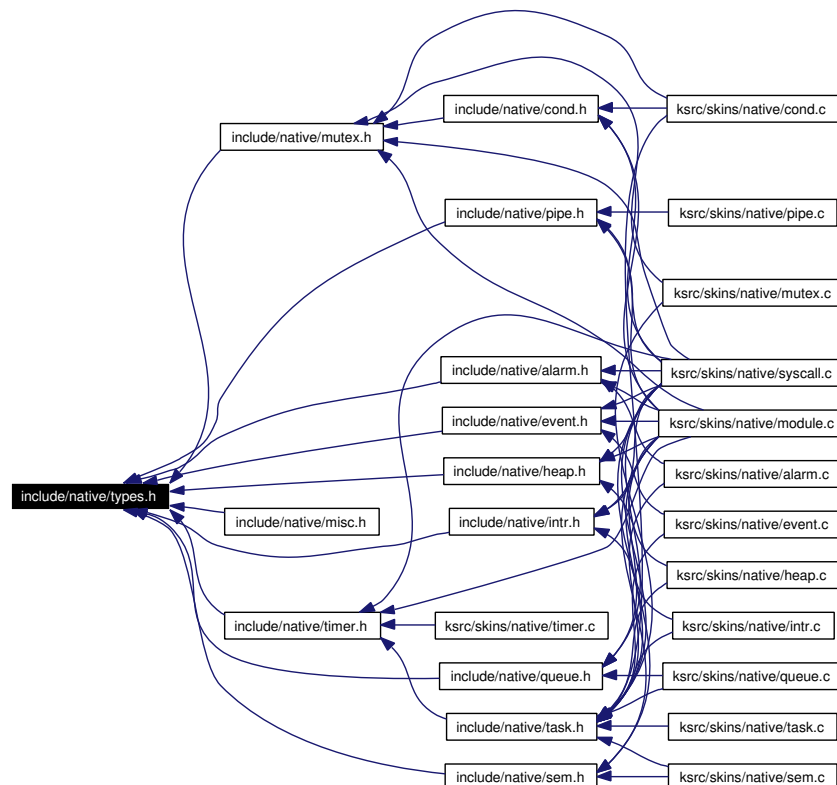 include/native/cond.h
ksrc/skins/native/cond.c
include/native/mutex.h
include/native/pipe.h
ksrc/skins/native/pipe.c
ksrc/skins/native/mutex.c
include/native/alarm.h
ksrc/skins/native/syscall.c
include/native/event.h
ksrc/skins/native/module.c
include/native/heap.h
ksrc/skins/native/alarm.c
include/native/types.h
include/native/misc.h
include/native/intr.h
ksrc/skins/native/event.c
ksrc/skins/native/heap.c
include/native/timer.h
ksrc/skins/native/timer.c
ksrc/skins/native/intr.c
include/native/queue.h
ksrc/skins/native/queue.c
include/native/task.h
ksrc/skins/native/task.c
include/native/sem.h
ksrc/skins/native/sem.c